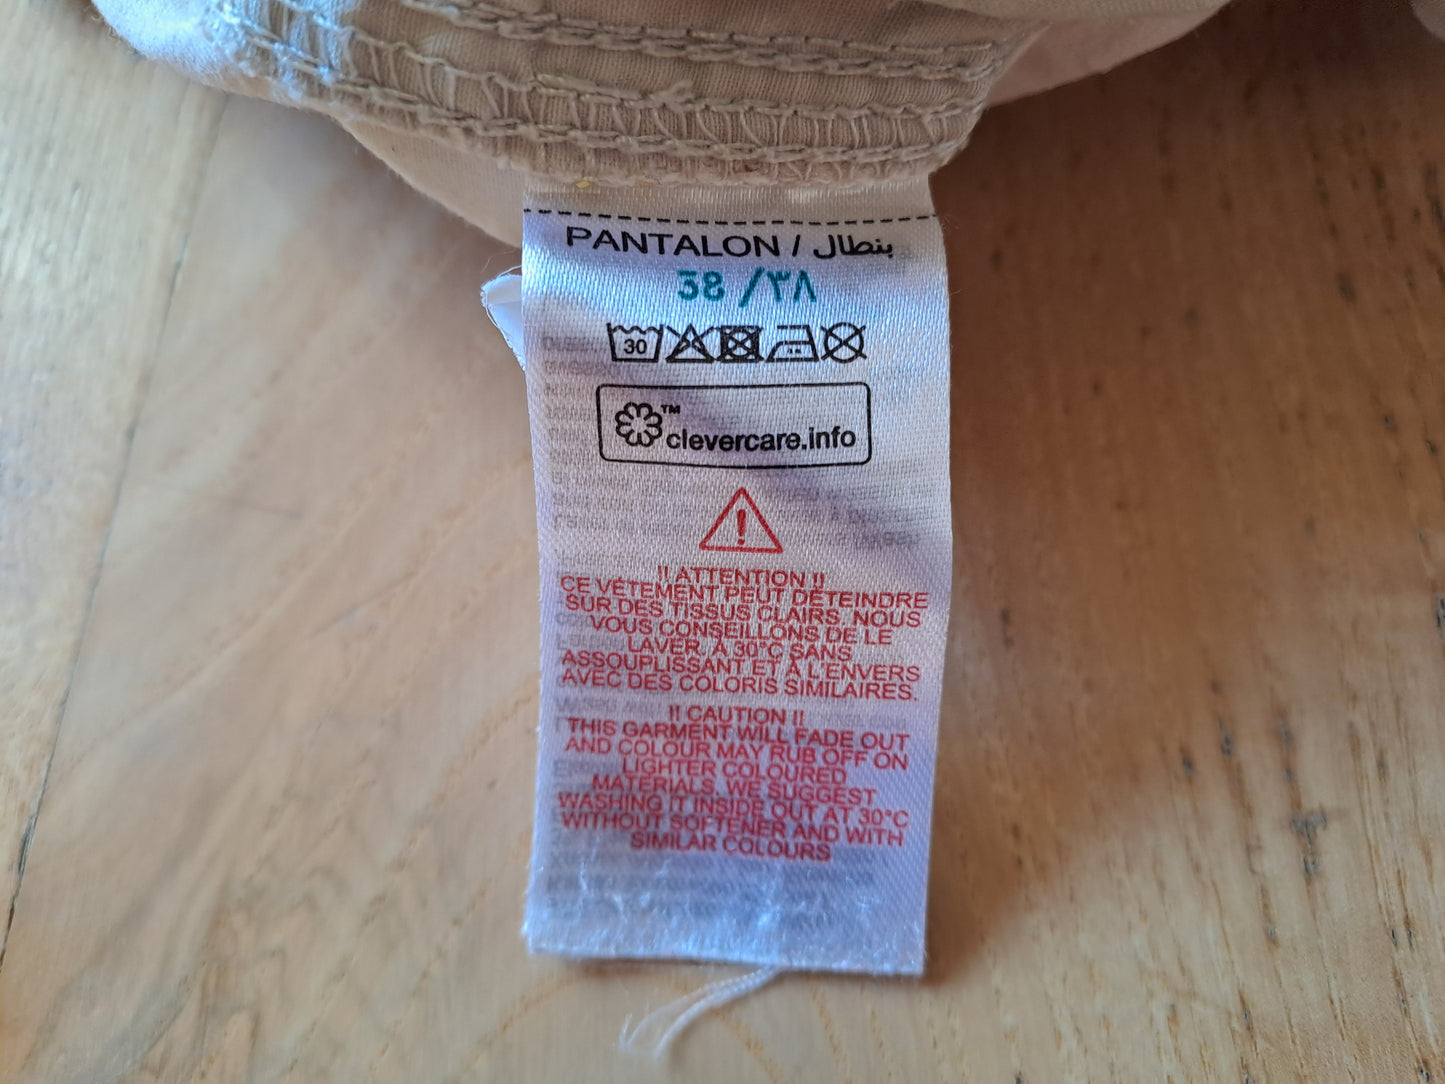 PANTALON / بنطال
38 / ٣٨
30
™
clevercare.info
!
!! ATTENTION !!
CE VÉTEMENT PEUT DÉTEINDRE
SUR DES TISSUS CLAIRS, NOUS
VOUS CONSEILLONS DE LE
LAVER, À 30°C SANS
ASSOUPLISSANT ET À L'ENVERS
AVEC DES COLORIS SIMILAIRES.
!! CAUTION !!
THIS GARMENT WILL FADE OUT
AND COLOUR MAY RUB OFF ON
LIGHTER COLOURED
MATERIALS, WE SUGGEST
WASHING IT INSIDE OUT AT 30°C
WITHOUT SOFTENER AND WITH
SIMILAR COLOURS